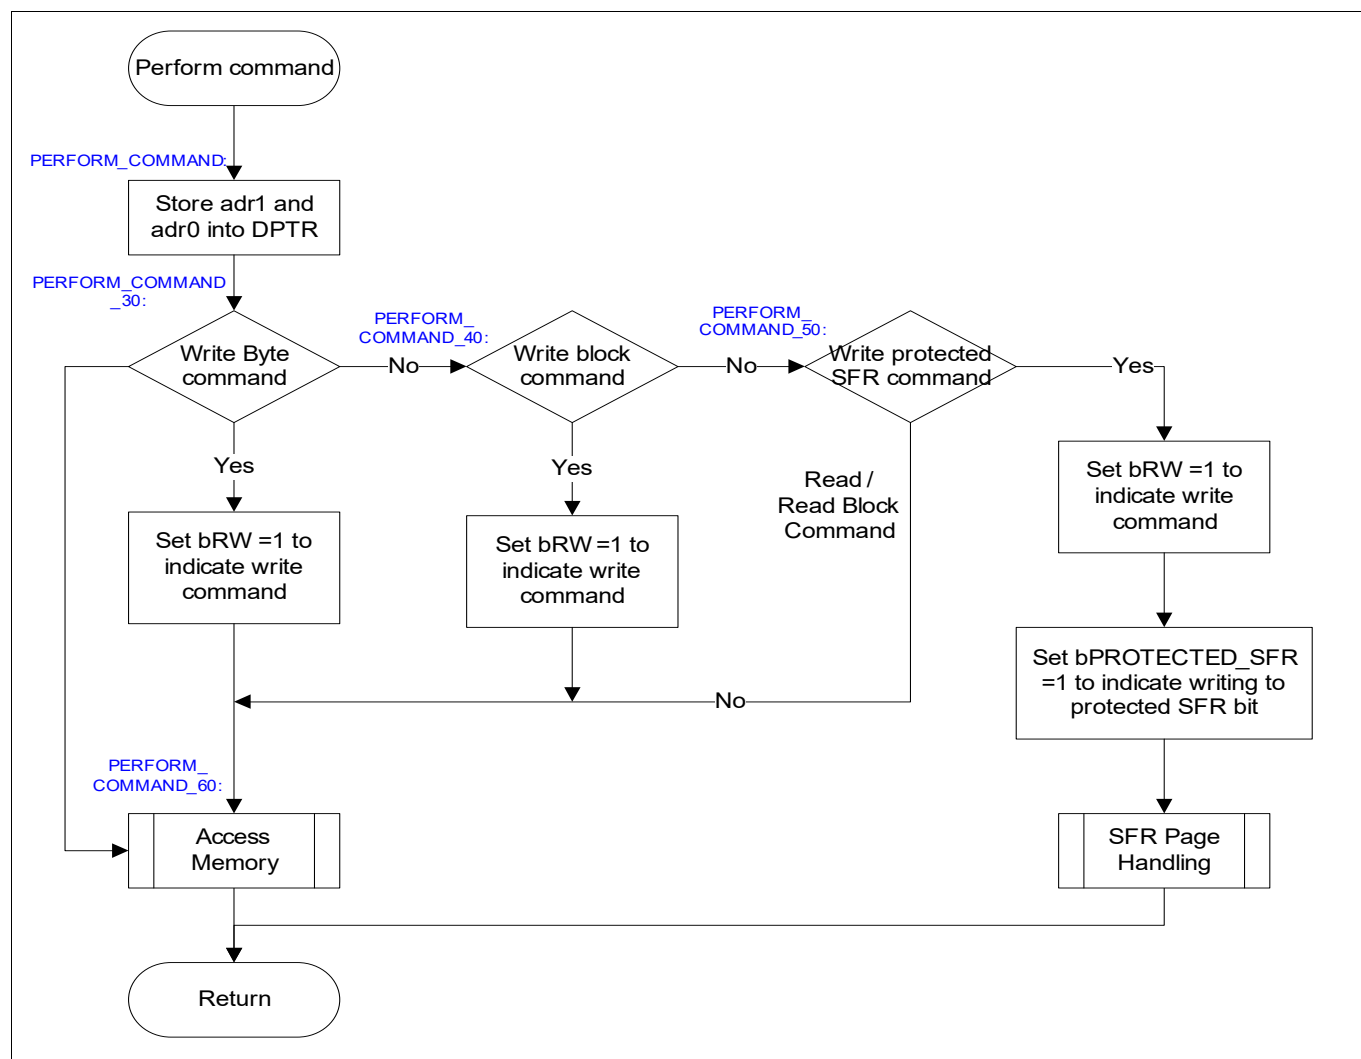 Perform command
PERFORM_COMMAND:
Store adr1 and
adr0 into DPTR
PERFORM_COMMAND
_30:
Write Byte
command
No
PERFORM_
COMMAND_40:
Write block
command
No
PERFORM_
COMMAND_50:
Write protected
SFR command
Yes
Yes
Set bRW =1 to
indicate write
command
Yes
Set bRW =1 to
indicate write
command
Read /
Read Block
Command
No
Set bRW =1 to
indicate write
command
Set bPROTECTED_SFR
=1 to indicate writing to
protected SFR bit
PERFORM_
COMMAND_60:
Access
Memory
SFR Page
Handling
Return